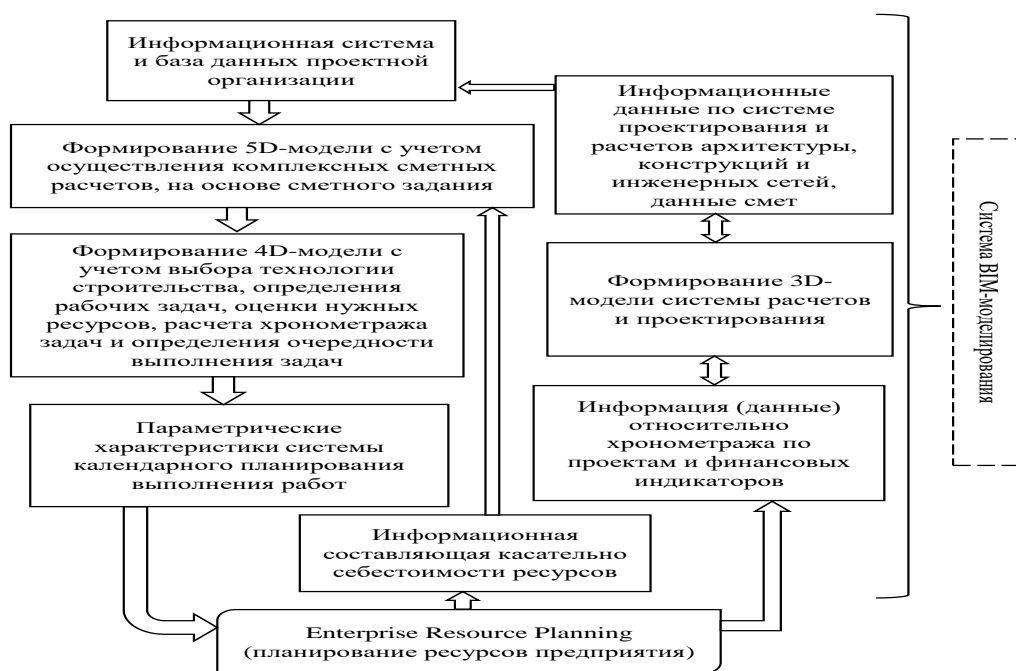 Информационная система
и база данных проектной
организации
Формирование 5D-модели с учетом
осуществления комплексных сметных
расчетов, на основе сметного задания
Формирование 4D-модели с
учетом выбора технологии
строительства, определения
рабочих задач, оценки нужных
ресурсов, расчета хронометража
задач и определения очередности
выполнения задач
Параметрические
характеристики системы
календарного планирования
выполнения работ
Информационные
данные по системе
проектирования и
расчетов архитектуры,
конструкций и
инженерных сетей,
данные смет
Формирование 3D-
модели системы расчетов
и проектирования
Информация (данные)
относительно
хронометража по
проектам и финансовых
индикаторов
Информационная
составляющая касательно
себестоимости ресурсов
Enterprise Resource Planning
(планирование ресурсов предприятия)
Система BIM-моделирования